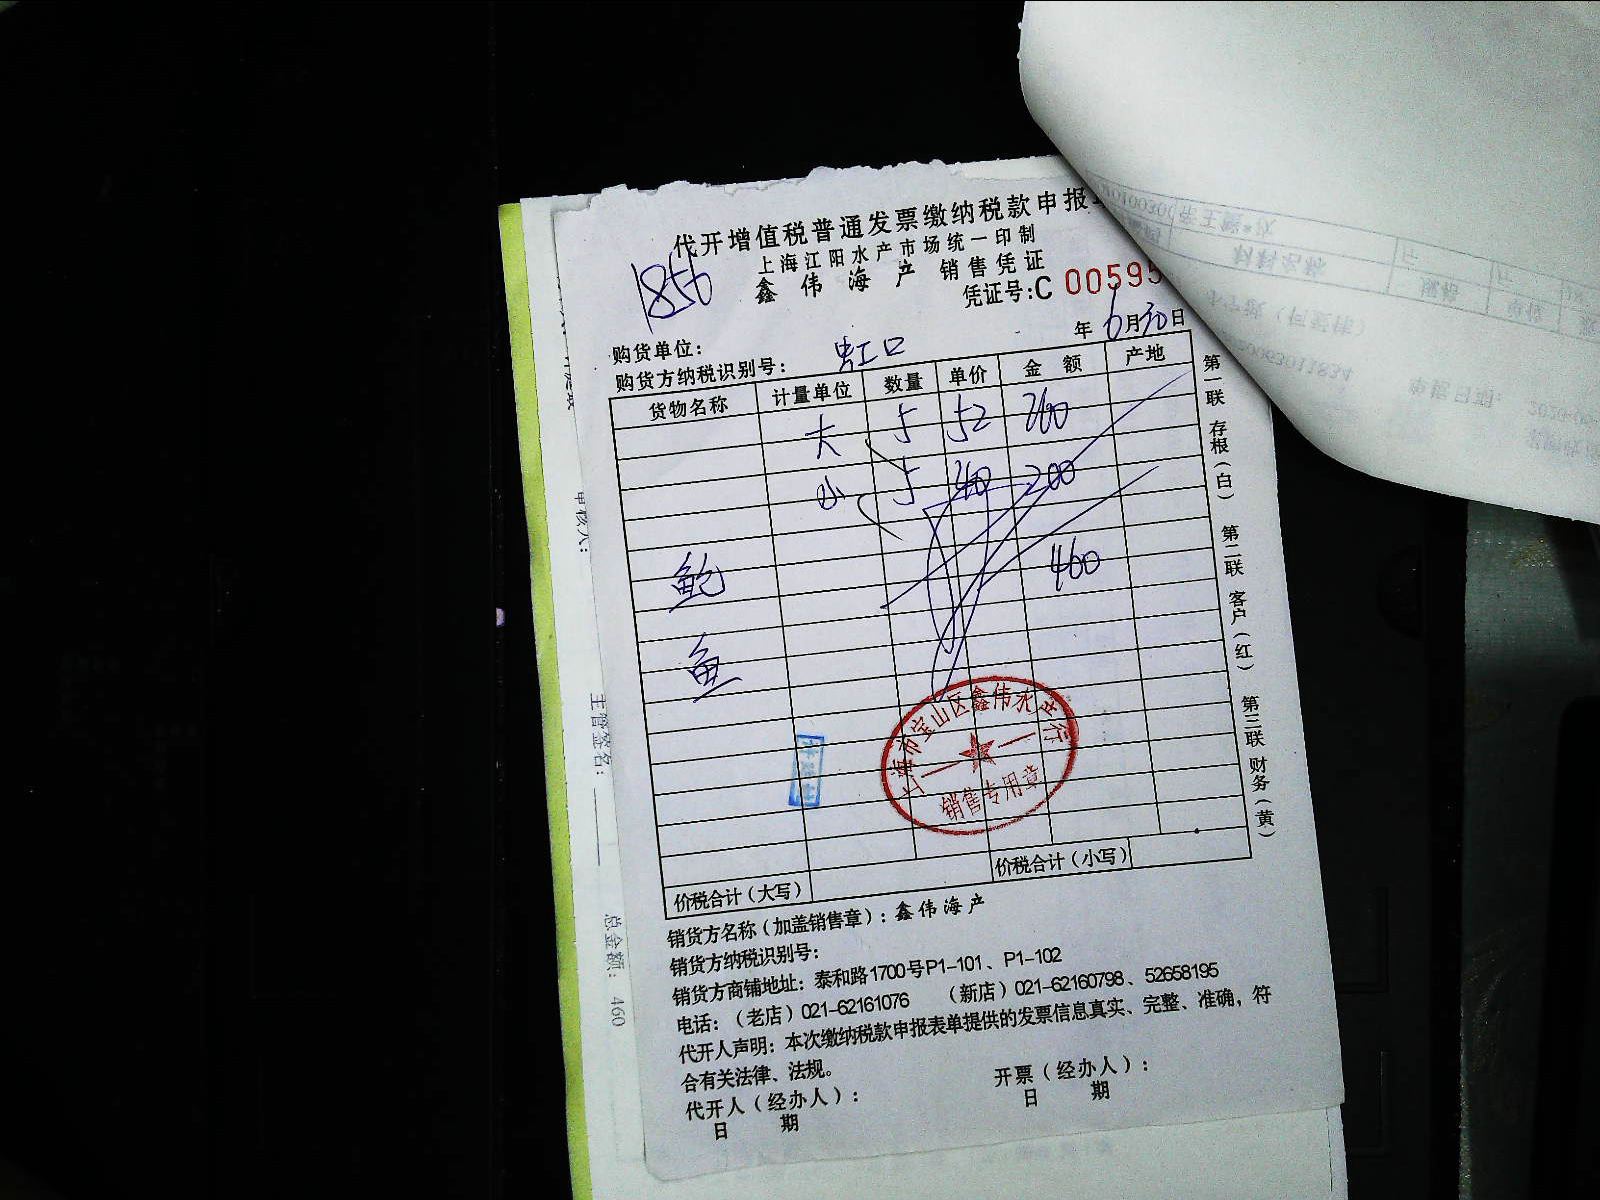 代开增值税普通发票缴纳税款申报
上海江阳水产市场统一印制
1856
鑫伟海产 销售凭证
凭证号:C 00595
年 6月30日
购货单位:
购货方纳税识别号: 虹口
货物名称 计量单位 数量 单价 金额 产地
大 5 52 260
小 5 40 200
鲍 460
鱼
上海市宝山区鑫伟水产行
销售专用章
价税合计(大写) 价税合计(小写)
销货方名称(加盖销售章): 鑫伟海产
销货方纳税识别号:
销货方商铺地址: 泰和路1700号P1-101、P1-102
电话:(老店)021-62161076 (新店)021-62160798、52658195
代开人声明: 本次缴纳税款申报表单提供的发票信息真实、完整、准确,符
合有关法律、法规。
代开人(经办人): 开票(经办人):
日 期 日 期
第一联 存根(白) 第二联 客户(红) 第三联 财务(黄)
申核人:
主管签名:
总金额: 460